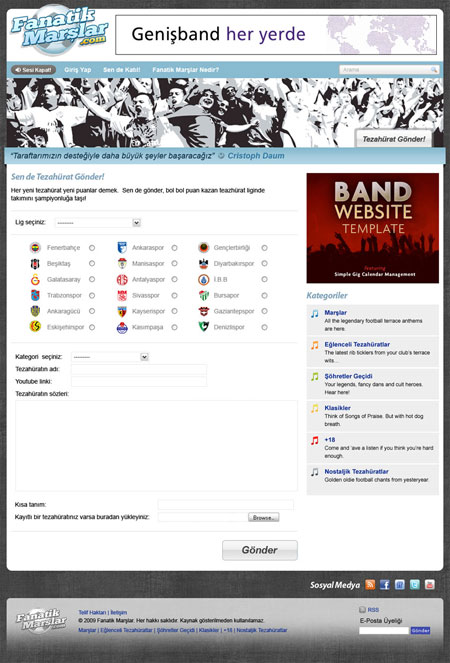 Fanatik
Marşlar
.com
Genişband her yerde
Sesi Kapat!
Giriş Yap
Sen de Katıl!
Fanatik Marşlar Nedir?
Arama
Tezahürat Gönder!
"Taraftarımızın desteğiyle daha büyük şeyler başaracağız" Cristoph Daum
Sen de Tezahürat Gönder!
Her yeni tezahürat yeni puanlar demek. Sen de gönder, bol bol puan kazan teazhürat liginde
takımını şampiyonluğa taşı!
Lig seçiniz: --------
Fenerbahçe
Ankaraspor
Gençlerbirliği
Beşiktaş
Manisaspor
Diyarbakırspor
Galatasaray
Antalyaspor
İ.B.B
Trabzonspor
Sivasspor
Bursaspor
Ankaragücü
Kayserispor
Gaziantepspor
Eskişehirspor
Kasımpaşa
Denizlispor
Kategori seçiniz: --------
Tezahüratın adı:
Youtube linki:
Tezahüratın sözleri:
Kısa tanım:
Kayıtlı bir tezahüratınız varsa buradan yükleyiniz: Browse..
Gönder
BAND
WEBSITE
TEMPLATE
featuring
Simple Gig Calendar Management
Kategoriler
Marşlar
All the legendary football terrace anthems
are here.
Eğlenceli Tezahüratlar
The latest rib ticklers from your club's terrace
wits...
Şöhretler Geçidi
Your legends, fancy dans and cult heroes.
Hear here!
Klasikler
Think of Songs of Praise. But with hot dog
breath.
+18
Come and 'ave a listen if you think you're hard
enough.
Nostaljik Tezahüratlar
Golden oldie football chants from yesteryear.
Sosyal Medya
Fanatik
Marşlar
.com
Telif Hakları | İletişim
© 2009 Fanatik Marşlar. Her hakkı saklıdır. Kaynak gösterilmeden kullanılamaz.
Marşlar | Eğlenceli Tezahüratlar | Şöhretler Geçidi | Klasikler | +18 | Nostaljik Tezahüratlar
RSS
E-Posta Üyeliği
Gönder